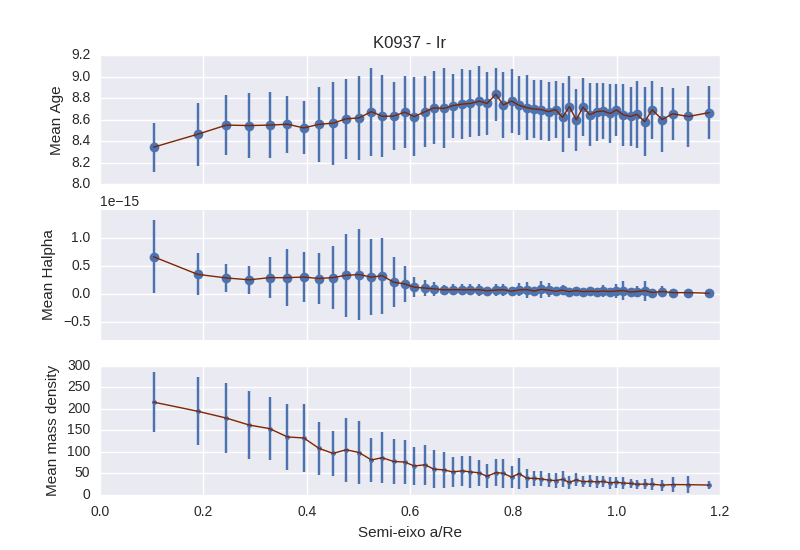 K0937 - Ir
Mean Age
9.2
9.0
8.8
8.6
8.4
8.2
8.0
1e−15
Mean Halpha
1.0
0.5
0.0
−0.5
Mean mass density
300
250
200
150
100
50
0
0.0 0.2 0.4 0.6 0.8 1.0 1.2
Semi-eixo a/Re